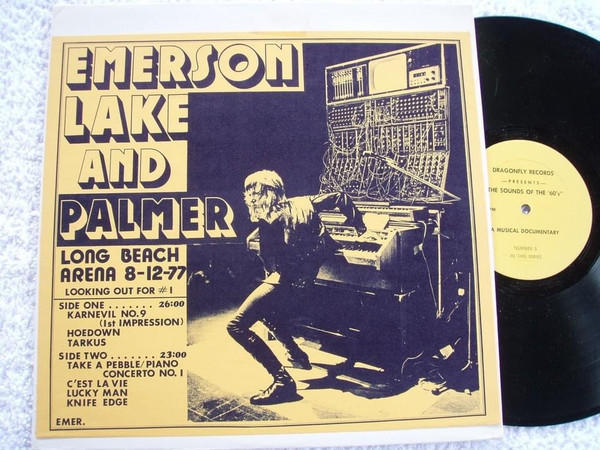 EMERSON
LAKE
AND
PALMER
LONG BEACH
ARENA 8-12-77
LOOKING OUT FOR #1
SIDE ONE . . . . . . . 26:00
KARNEVIL NO.9
(1st IMPRESSION)
HOEDOWN
TARKUS
SIDE TWO . . . . . . . 23:00
TAKE A PEBBLE/PIANO
CONCERTO NO. 1
C'EST LA VIE
LUCKY MAN
KNIFE EDGE
EMER.
DRAGONFLY RECORDS
—PRESENTS—
THE SOUNDS OF THE '60's"
A MUSICAL DOCUMENTARY
NUMBER 5
IN THIS SERIES